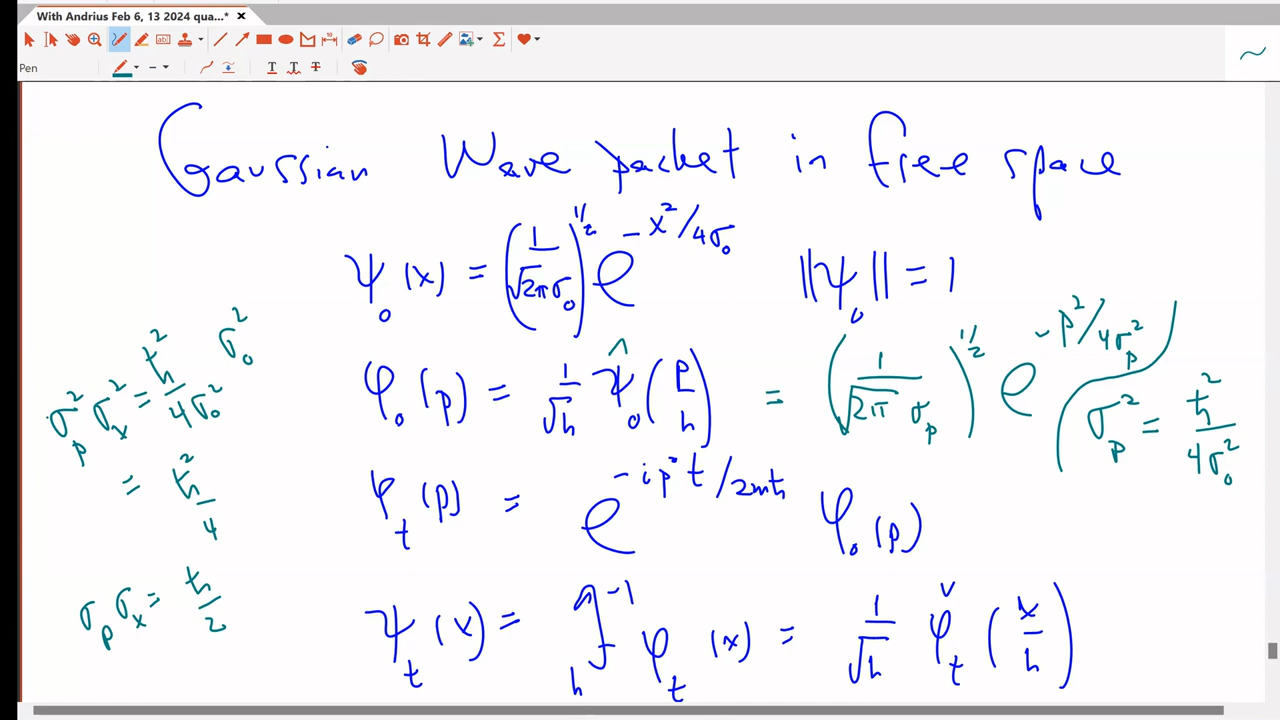 With Andrius Feb 6, 13 2024 qua...* ×
Pen
Gaussian Wave packet in free space
ψ₀(x) = (1/√2π σ₀)^1/2 e^(-x²/4σ₀) ||ψ₀|| = 1
φ₀(p) = 1/√h ψ̂₀(p/h) = (1/√2π σ_p)^1/2 e^(-p²/4σ_p²)
σ_p² = ħ²/4σ₀²
σ_p² σ_x² = ħ²/4σ₀² σ₀²
= ħ²/4
σ_p σ_x = ħ/2
φ_t(p) = e^(-ip²t/2mħ) φ₀(p)
ψ_t(x) = ℱ_h^-1 φ_t(x) = 1/√h φ̌_t(x/h)